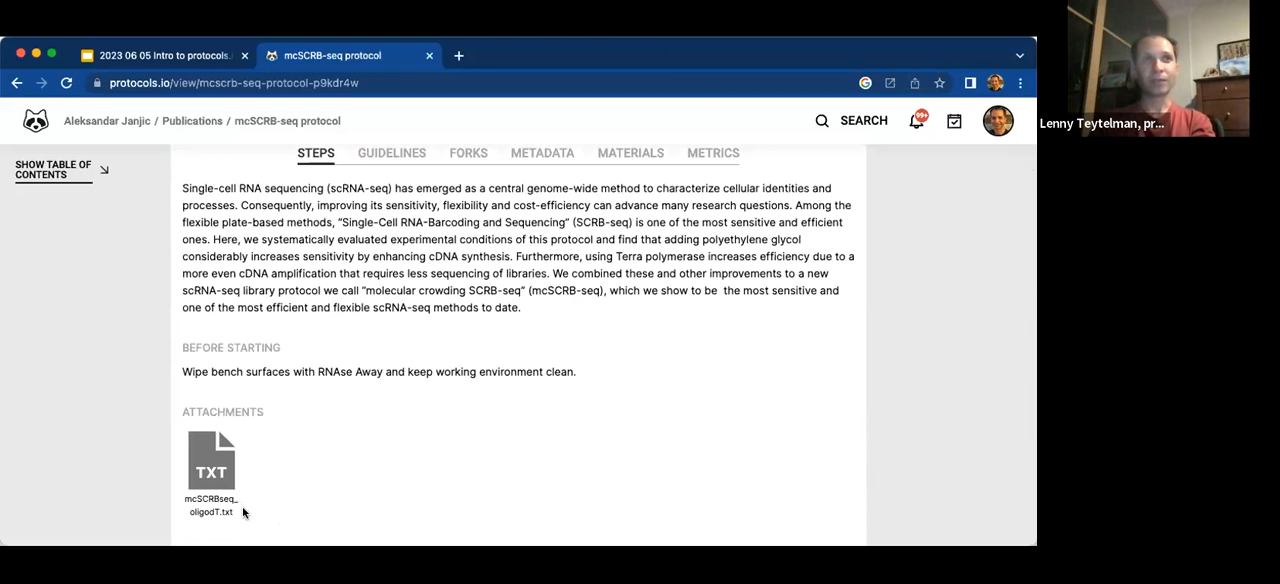 2023 06 05 Intro to protocols.
mcSCRB-seq protocol
protocols.io/view/mcscrb-seq-protocol-p9kdr4w
Aleksandar Janjic / Publications / mcSCRB-seq protocol
SEARCH
99+
Lenny Teytelman, pr...
SHOW TABLE OF
CONTENTS
STEPS GUIDELINES FORKS METADATA MATERIALS METRICS
Single-cell RNA sequencing (scRNA-seq) has emerged as a central genome-wide method to characterize cellular identities and
processes. Consequently, improving its sensitivity, flexibility and cost-efficiency can advance many research questions. Among the
flexible plate-based methods, “Single-Cell RNA-Barcoding and Sequencing” (SCRB-seq) is one of the most sensitive and efficient
ones. Here, we systematically evaluated experimental conditions of this protocol and find that adding polyethylene glycol
considerably increases sensitivity by enhancing cDNA synthesis. Furthermore, using Terra polymerase increases efficiency due to a
more even cDNA amplification that requires less sequencing of libraries. We combined these and other improvements to a new
scRNA-seq library protocol we call “molecular crowding SCRB-seq” (mcSCRB-seq), which we show to be the most sensitive and
one of the most efficient and flexible scRNA-seq methods to date.
BEFORE STARTING
Wipe bench surfaces with RNAse Away and keep working environment clean.
ATTACHMENTS
TXT
mcSCRBseq_
oligodT.txt